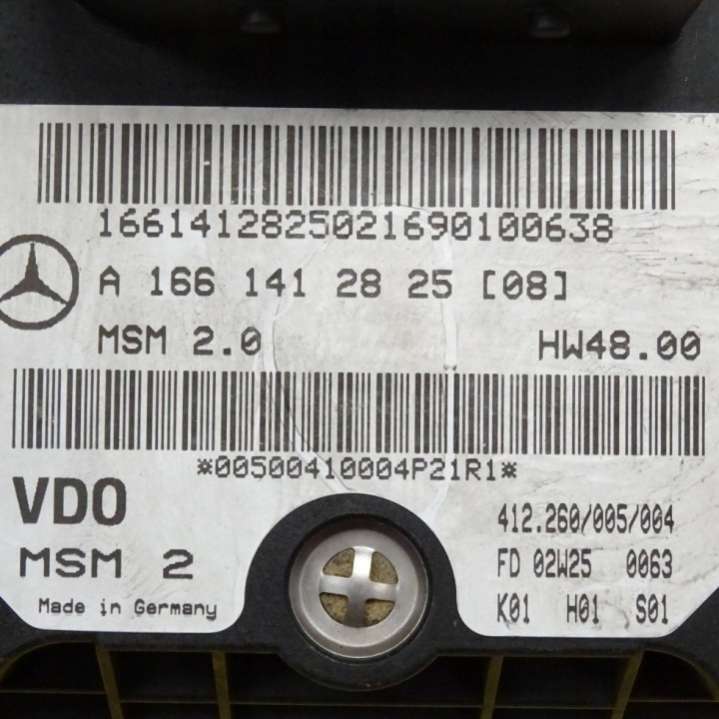 1661412825021690100638
A 166 141 28 25 [08]
MSM 2.0 HW48.00
*00500410004P21R1*
VDO
MSM 2
Made in Germany
412.260/005/004
FD 02W25 0063
K01 H01 S01